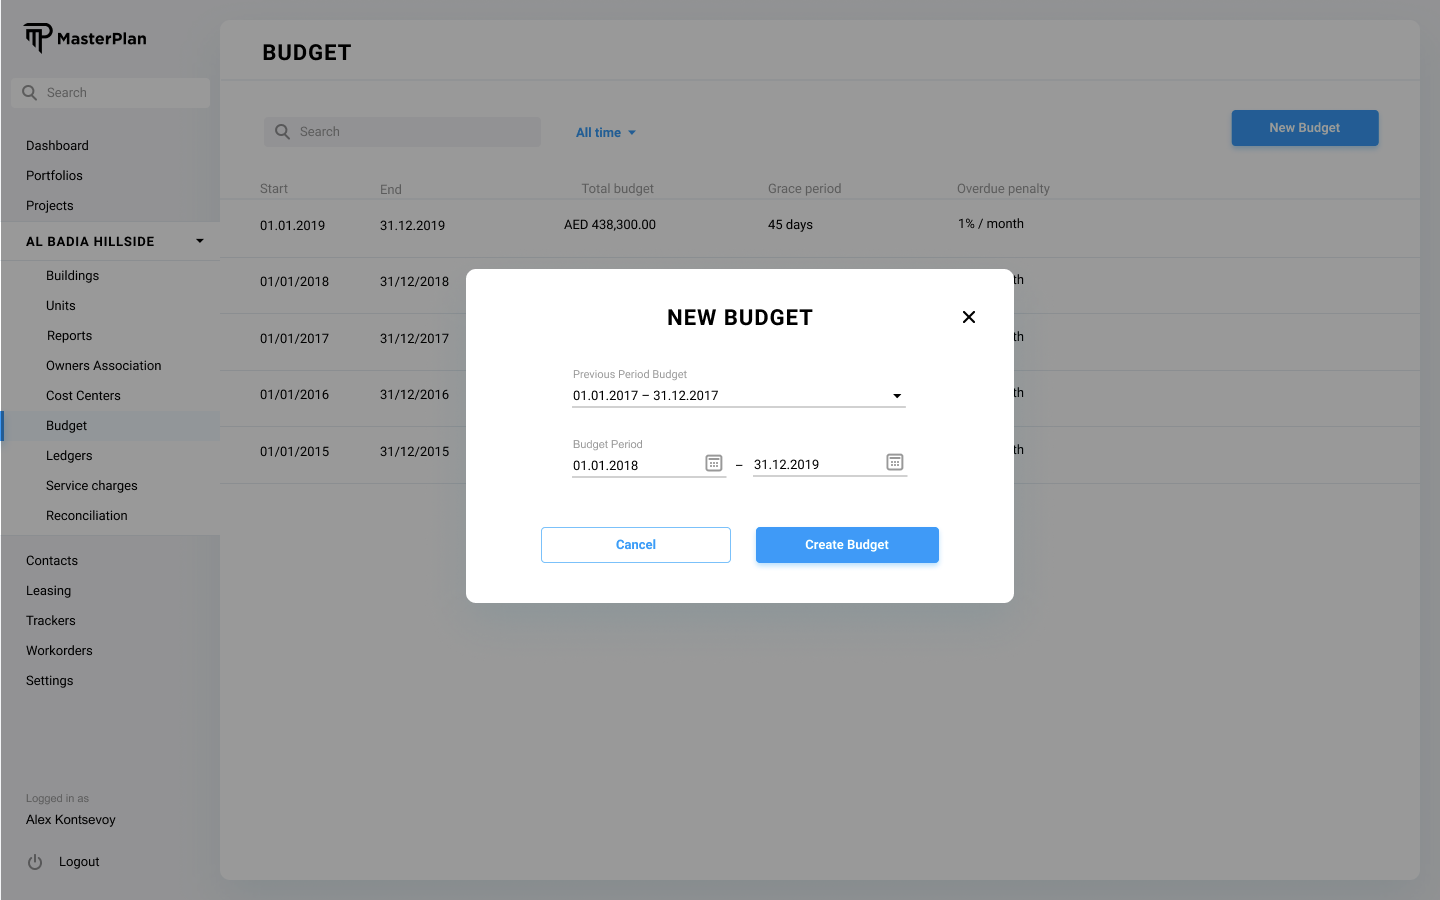 MasterPlan
Search
Dashboard
Portfolios
Projects
AL BADIA HILLSIDE
Buildings
Units
Reports
Owners Association
Cost Centers
Budget
Ledgers
Service charges
Reconciliation
Contacts
Leasing
Trackers
Workorders
Settings
Logged in as
Alex Kontsevoy
Logout
BUDGET
Search All time New Budget
Start End Total budget Grace period Overdue penalty
01.01.2019 31.12.2019 AED 438,300.00 45 days 1% / month
01/01/2018 31/12/2018 th
01/01/2017 31/12/2017 th
01/01/2016 31/12/2016 th
01/01/2015 31/12/2015 th
NEW BUDGET
Previous Period Budget
01.01.2017 – 31.12.2017
Budget Period
01.01.2018 – 31.12.2019
Cancel Create Budget